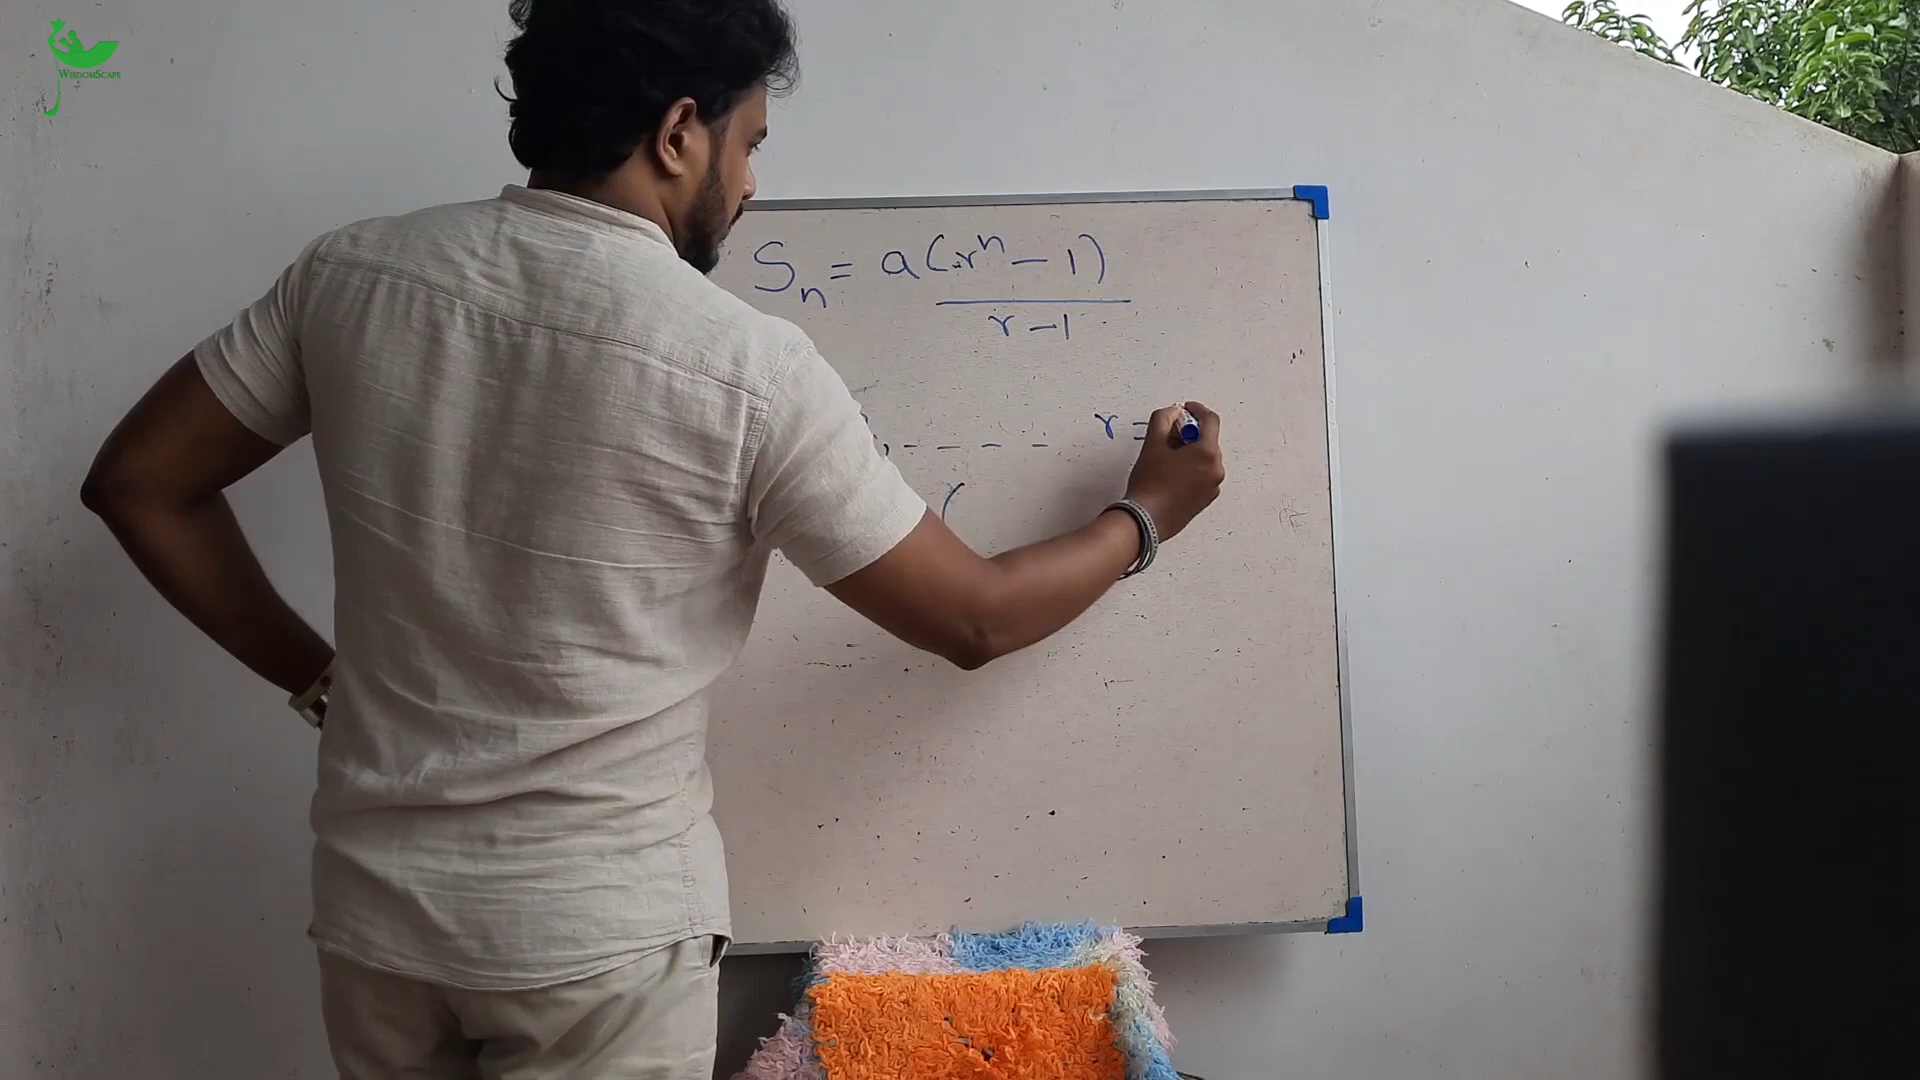 WISDOMSCAPE
Sn = a(rⁿ - 1)
r - 1
, - - - - r =
(